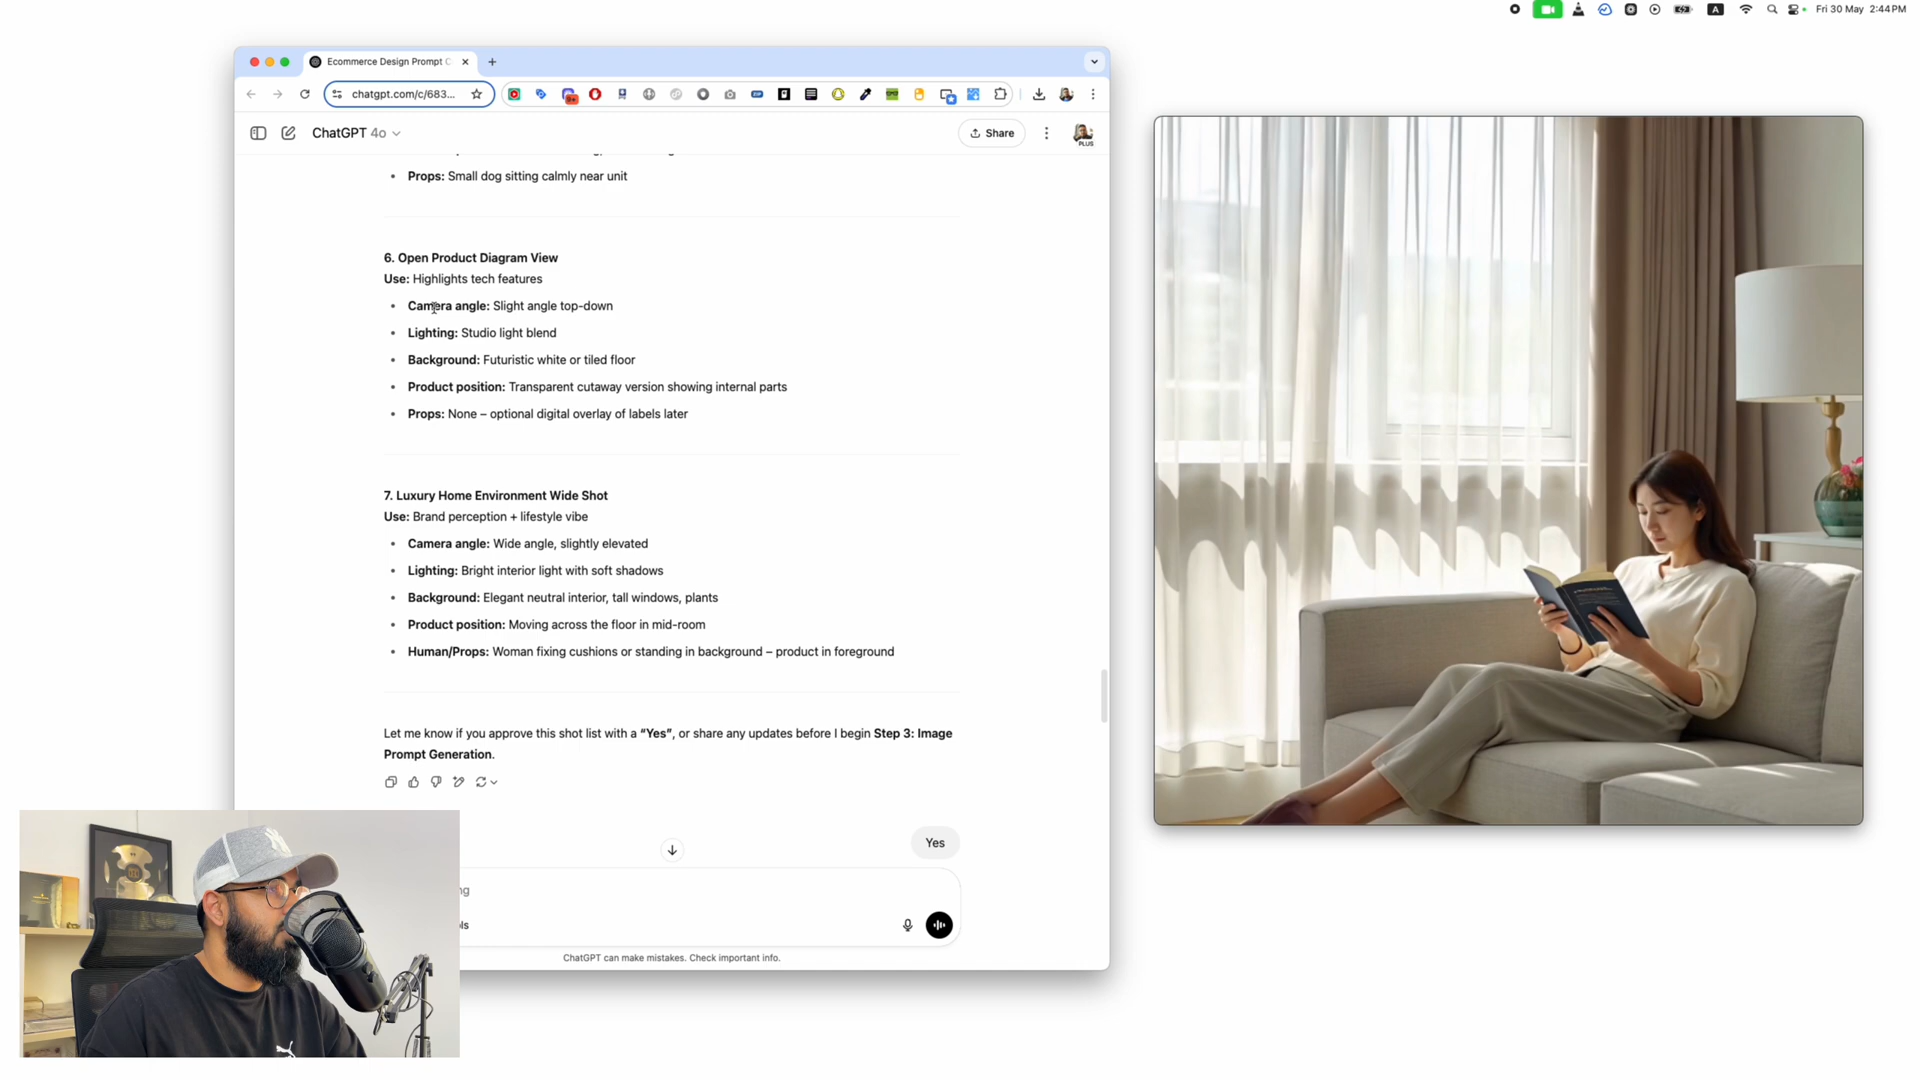 Fri 30 May 2:44PM
Ecommerce Design Prompt C
chatgpt.com/c/683...
ChatGPT 4o
Share
PLUS
Props: Small dog sitting calmly near unit
6. Open Product Diagram View
Use: Highlights tech features
Camera angle: Slight angle top-down
Lighting: Studio light blend
Background: Futuristic white or tiled floor
Product position: Transparent cutaway version showing internal parts
Props: None – optional digital overlay of labels later
7. Luxury Home Environment Wide Shot
Use: Brand perception + lifestyle vibe
Camera angle: Wide angle, slightly elevated
Lighting: Bright interior light with soft shadows
Background: Elegant neutral interior, tall windows, plants
Product position: Moving across the floor in mid-room
Human/Props: Woman fixing cushions or standing in background – product in foreground
Let me know if you approve this shot list with a “Yes”, or share any updates before I begin Step 3: Image
Prompt Generation.
Yes
ng
ls
ChatGPT can make mistakes. Check important info.